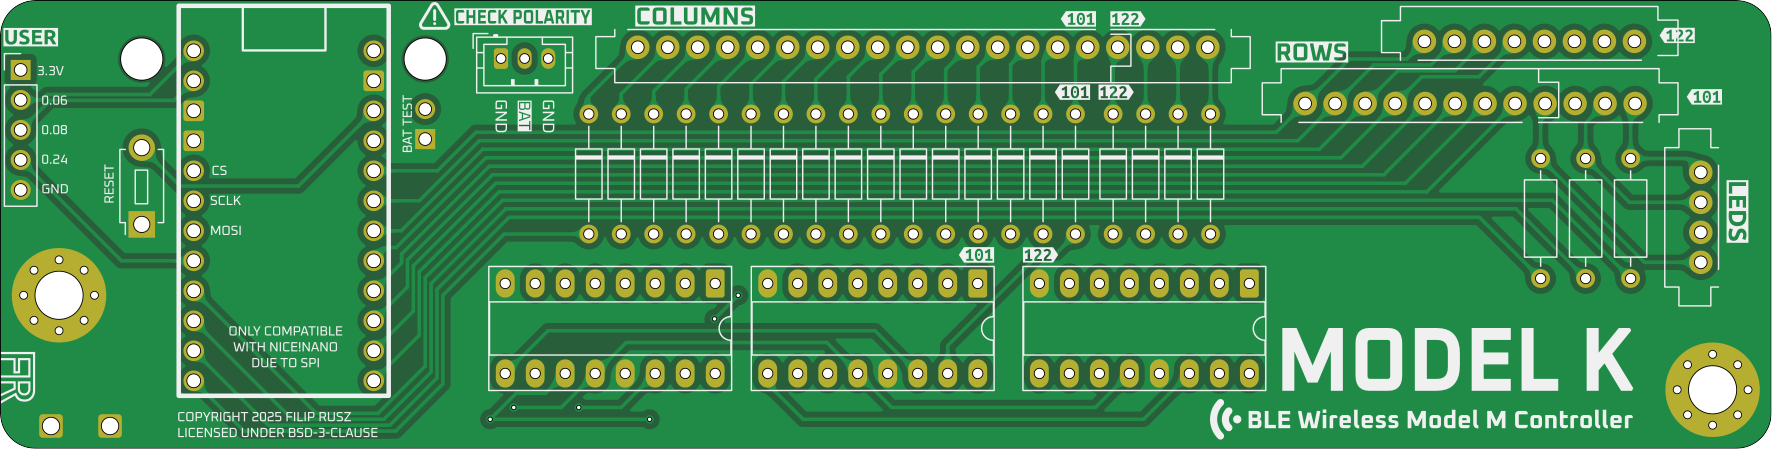 USER
3.3V
0.06
0.08
0.24
GND
RESET
CS
SCLK
MOSI
ONLY COMPATIBLE
WITH NICE!NANO
DUE TO SPI
COPYRIGHT 2025 FILIP RUSZ
LICENSED UNDER BSD-3-CLAUSE
FR
CHECK POLARITY
GND
BAT
GND
BAT TEST
COLUMNS
101 122
101 122
ROWS
122
101
LEDS
101 122
MODEL K
BLE Wireless Model M Controller